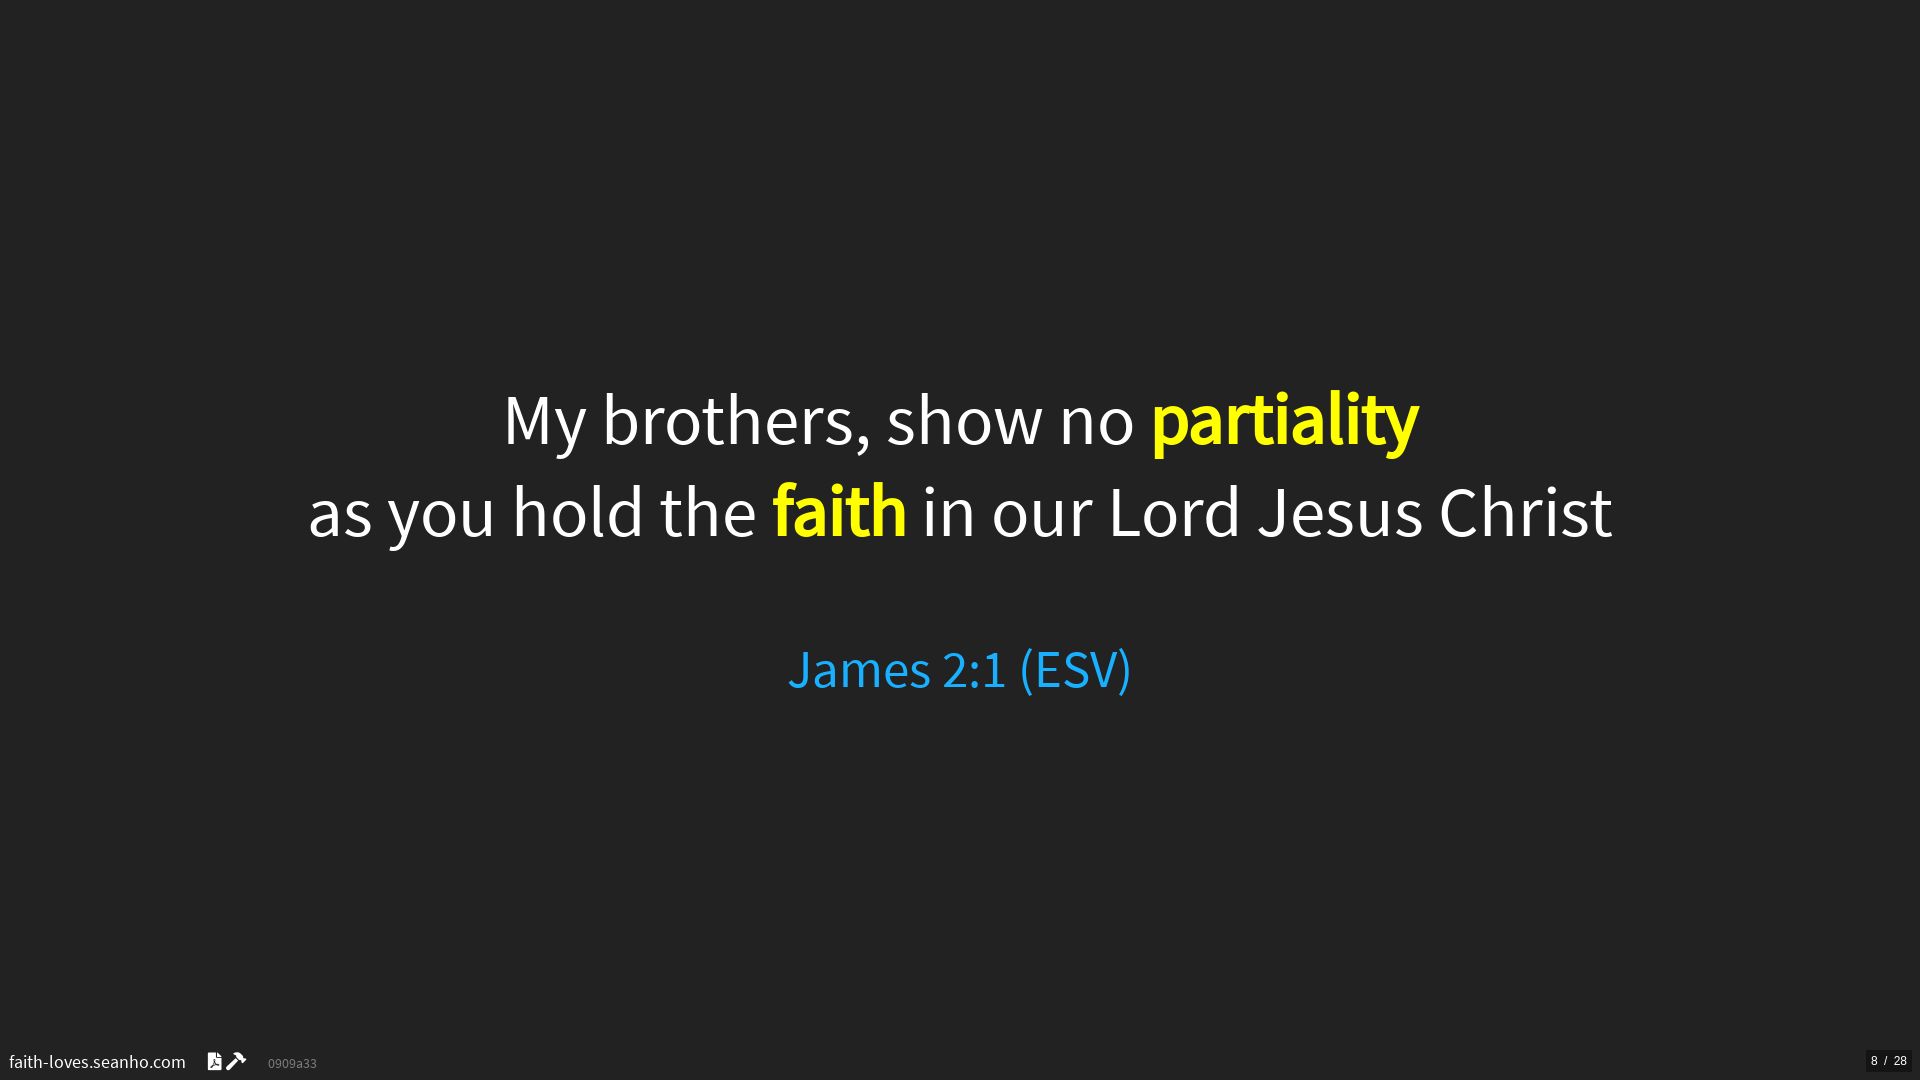 My brothers, show no partiality
as you hold the faith in our Lord Jesus Christ
James 2:1 (ESV)
faith-loves.seanho.com 0909a33
8 / 28